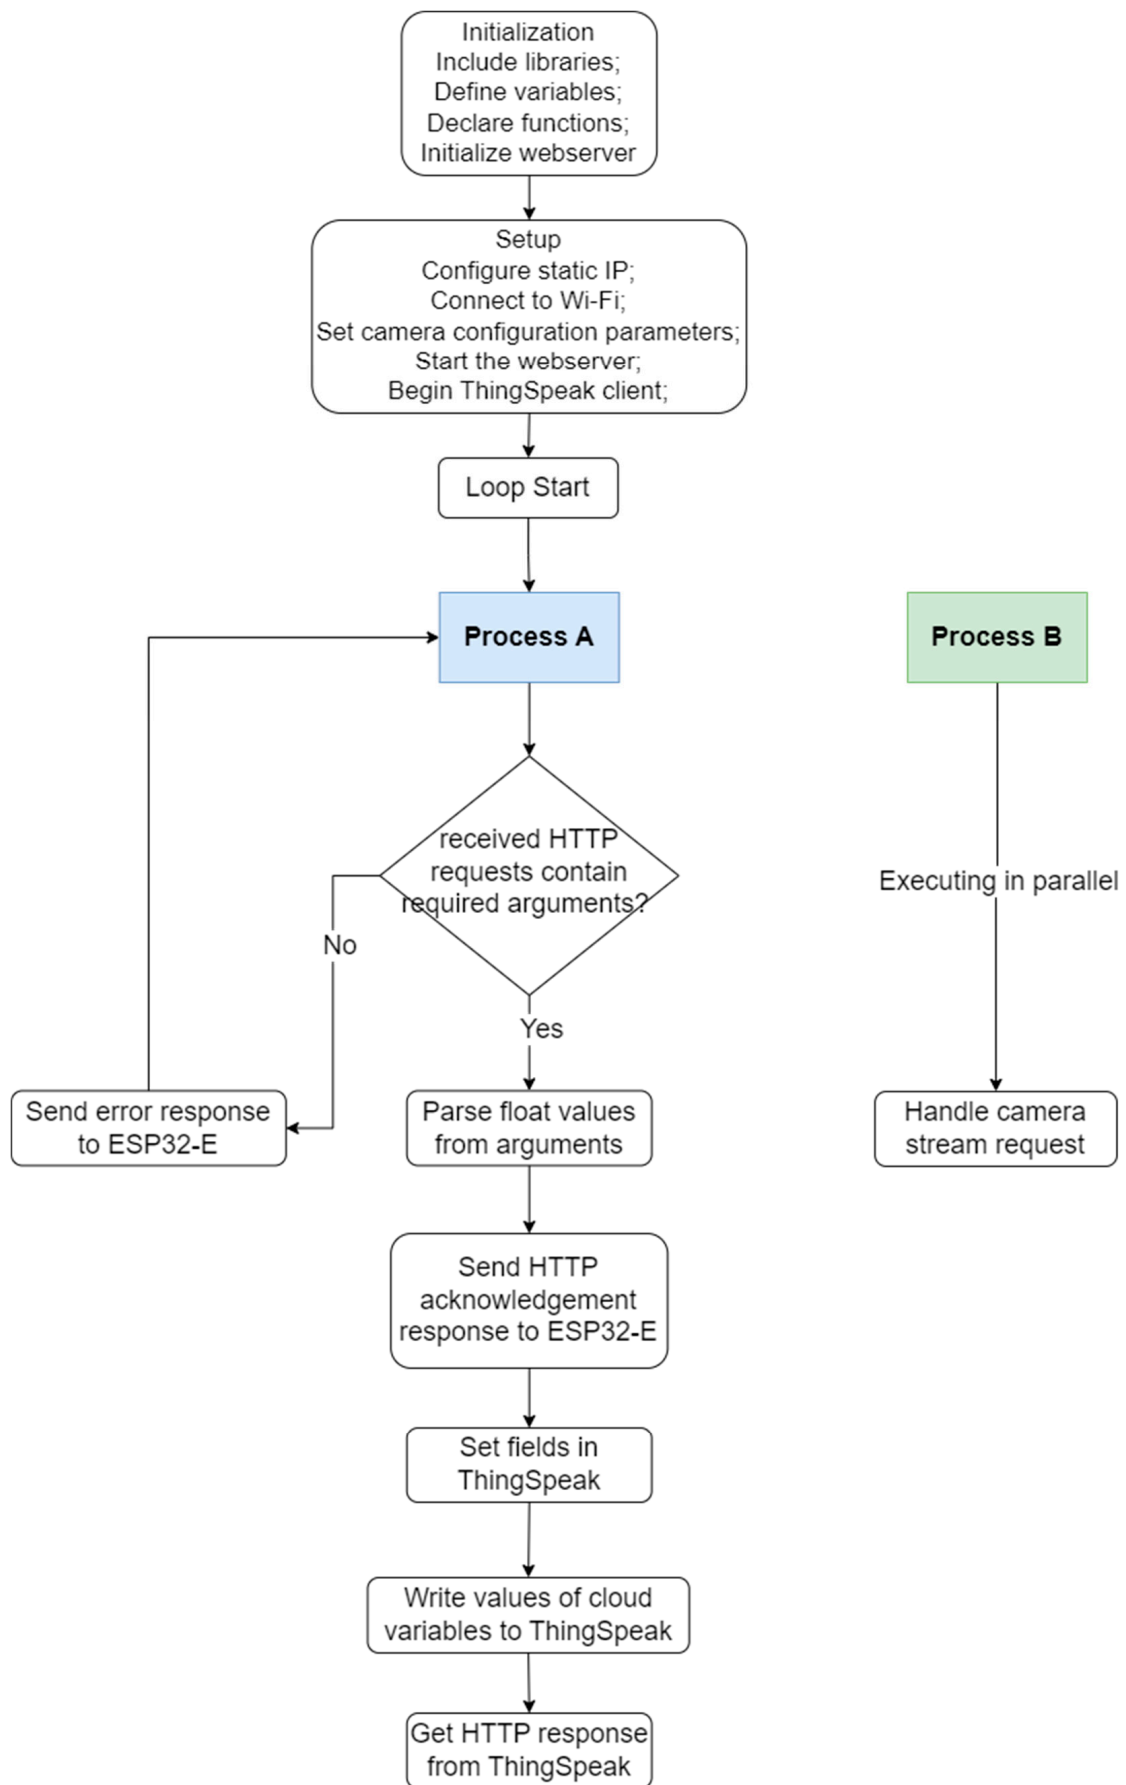 Initialization
Include libraries;
Define variables;
Declare functions;
Initialize webserver
Setup
Configure static IP;
Connect to Wi-Fi;
Set camera configuration parameters;
Start the webserver;
Begin ThingSpeak client;
Loop Start
Process A
Process B
received HTTP
requests contain
required arguments?
Executing in parallel
No
Yes
Send error response
to ESP32-E
Parse float values
from arguments
Handle camera
stream request
Send HTTP
acknowledgement
response to ESP32-E
Set fields in
ThingSpeak
Write values of cloud
variables to ThingSpeak
Get HTTP response
from ThingSpeak